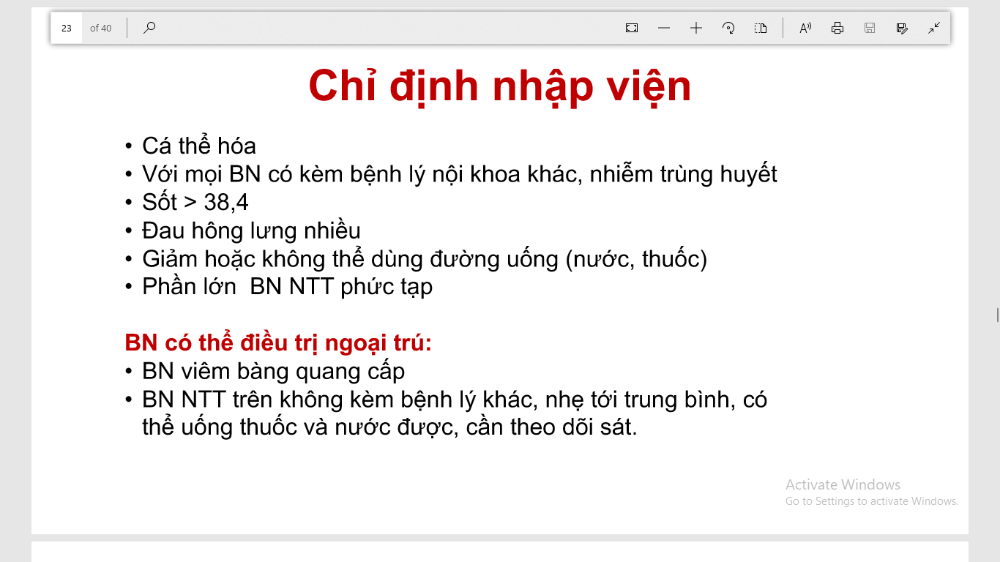 23 of 40
Chỉ định nhập viện
• Cá thể hóa
• Với mọi BN có kèm bệnh lý nội khoa khác, nhiễm trùng huyết
• Sốt > 38,4
• Đau hông lưng nhiều
• Giảm hoặc không thể dùng đường uống (nước, thuốc)
• Phần lớn  BN NTT phức tạp
BN có thể điều trị ngoại trú:
• BN viêm bàng quang cấp
• BN NTT trên không kèm bệnh lý khác, nhẹ tới trung bình, có
thể uống thuốc và nước được, cần theo dõi sát.
Activate Windows
Go to Settings to activate Windows.